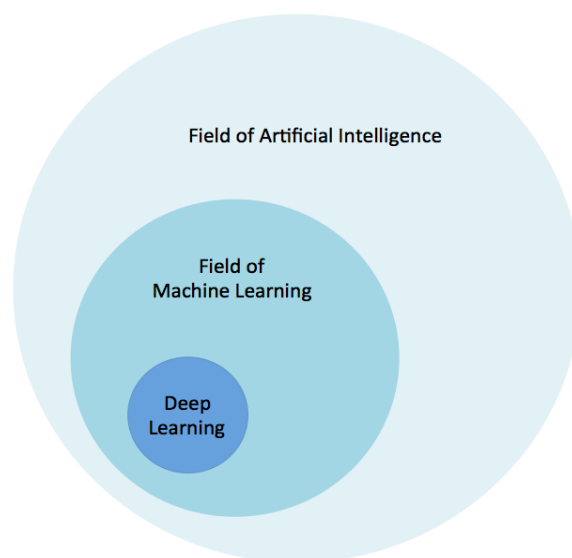 Field of Artificial Intelligence
Field of
Machine Learning
Deep
Learning